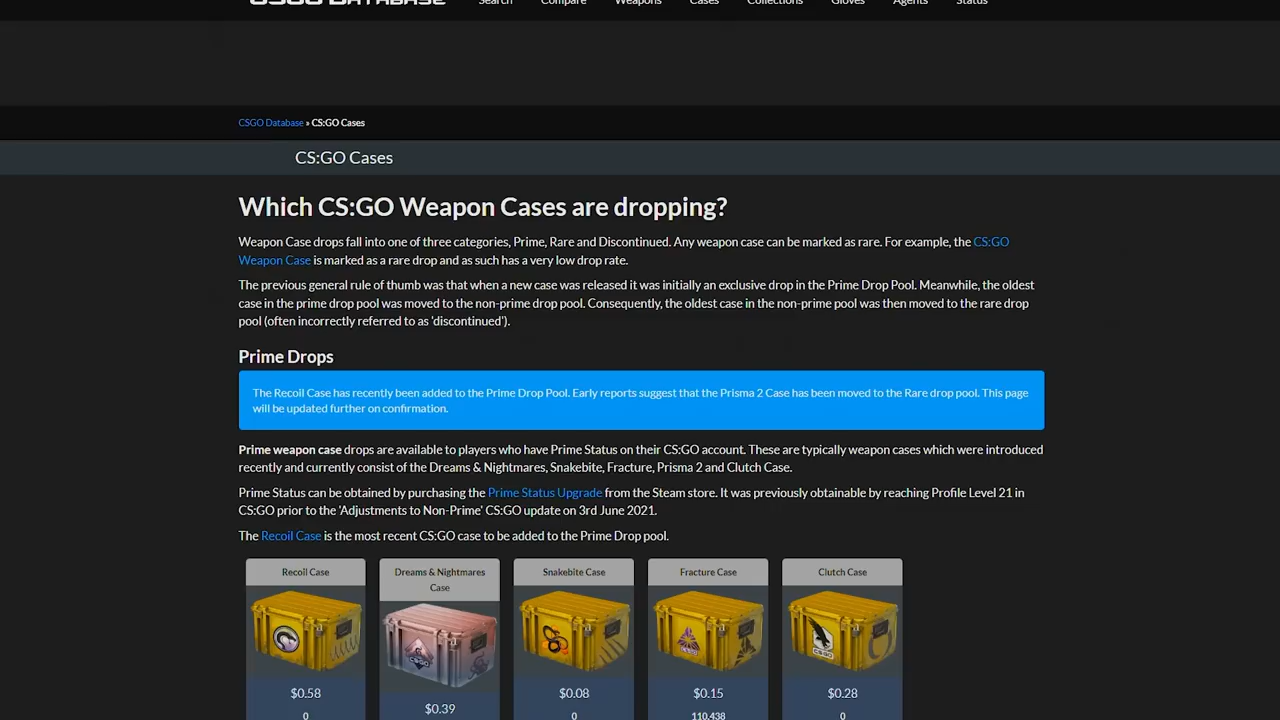 CSGO DATABASE Search Compare Weapons Cases Collections Gloves Agents Status
CSGO Database » CS:GO Cases
CS:GO Cases
Which CS:GO Weapon Cases are dropping?
Weapon Case drops fall into one of three categories, Prime, Rare and Discontinued. Any weapon case can be marked as rare. For example, the CS:GO
Weapon Case is marked as a rare drop and as such has a very low drop rate.
The previous general rule of thumb was that when a new case was released it was initially an exclusive drop in the Prime Drop Pool. Meanwhile, the oldest
case in the prime drop pool was moved to the non-prime drop pool. Consequently, the oldest case in the non-prime pool was then moved to the rare drop
pool (often incorrectly referred to as 'discontinued').
Prime Drops
The Recoil Case has recently been added to the Prime Drop Pool. Early reports suggest that the Prisma 2 Case has been moved to the Rare drop pool. This page
will be updated further on confirmation.
Prime weapon case drops are available to players who have Prime Status on their CS:GO account. These are typically weapon cases which were introduced
recently and currently consist of the Dreams & Nightmares, Snakebite, Fracture, Prisma 2 and Clutch Case.
Prime Status can be obtained by purchasing the Prime Status Upgrade from the Steam store. It was previously obtainable by reaching Profile Level 21 in
CS:GO prior to the 'Adjustments to Non-Prime' CS:GO update on 3rd June 2021.
The Recoil Case is the most recent CS:GO case to be added to the Prime Drop pool.
Recoil Case
$0.58
0
Dreams & Nightmares
Case
CS:GO
$0.39
Snakebite Case
$0.08
0
Fracture Case
$0.15
110,438
Clutch Case
CS:GO
$0.28
0